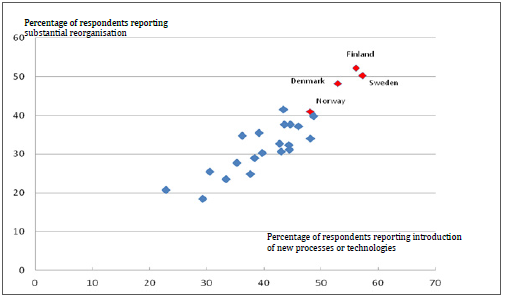 Percentage of respondents reporting
substantial reorganisation
60
Finland
50
Denmark
Sweden
Norway
40
30
20
10
Percentage of respondents reporting introduction
of new processes or technologies
0
0 10 20 30 40 50 60 70